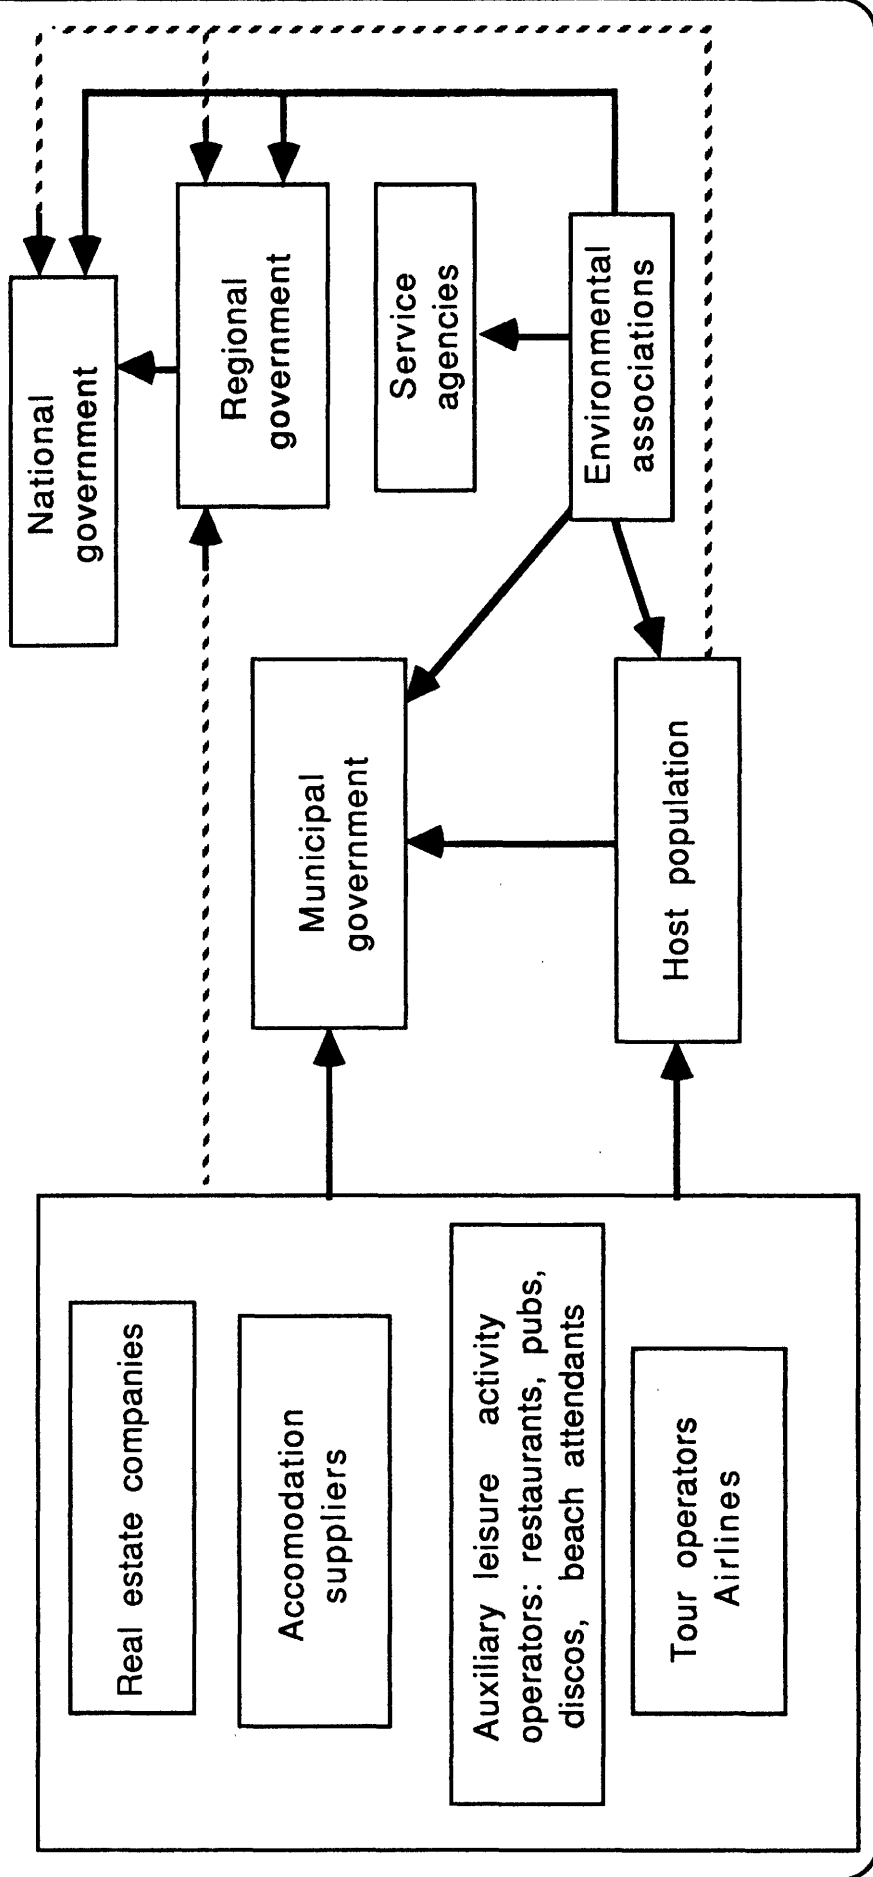 Real estate companies
Accomodation
suppliers
Auxiliary leisure activity
operators: restaurants, pubs,
discos, beach attendants
Tour operators
Airlines
Municipal
government
Host population
National
government
Regional
government
Service
agencies
Environmental
associations